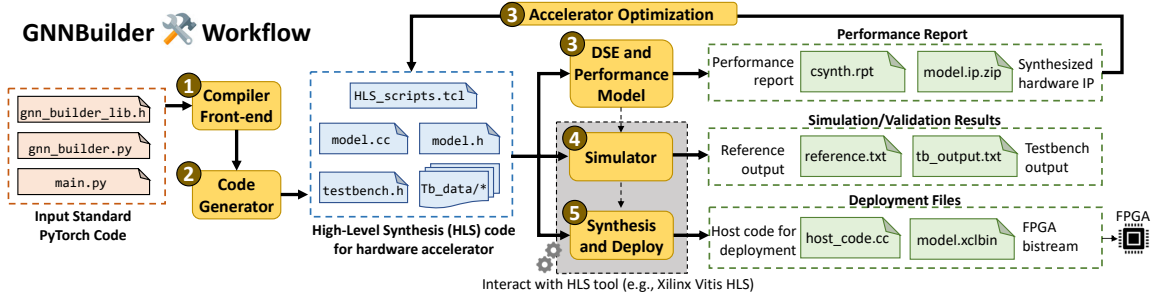 GNNBuilder Workflow
3 Accelerator Optimization
gnn_builder_lib.h
gnn_builder.py
main.py
Input Standard
PyTorch Code
1
Compiler
Front-end
2
Code
Generator
HLS_scripts.tcl
model.cc
model.h
testbench.h
Tb_data/*
High-Level Synthesis (HLS) code
for hardware accelerator
3
DSE and
Performance
Model
4
Simulator
5
Synthesis
and Deploy
Interact with HLS tool (e.g., Xilinx Vitis HLS)
Performance Report
Performance
report
csynth.rpt
model.ip.zip
Synthesized
hardware IP
Simulation/Validation Results
Reference
output
reference.txt
tb_output.txt
Testbench
output
Deployment Files
Host code for
deployment
host_code.cc
model.xclbin
FPGA
bistream
FPGA